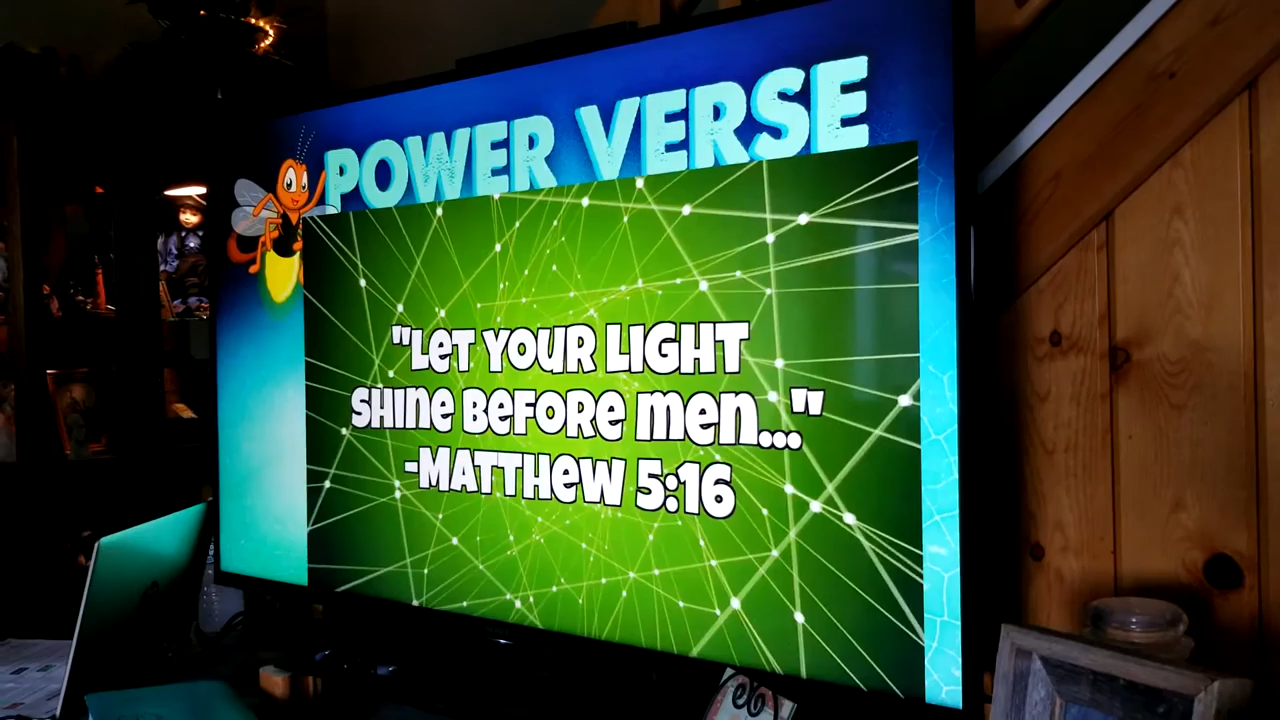 POWER VERSE
"LET YOUR LIGHT
SHINE BEFORE MEN..."
-MATTHEW 5:16